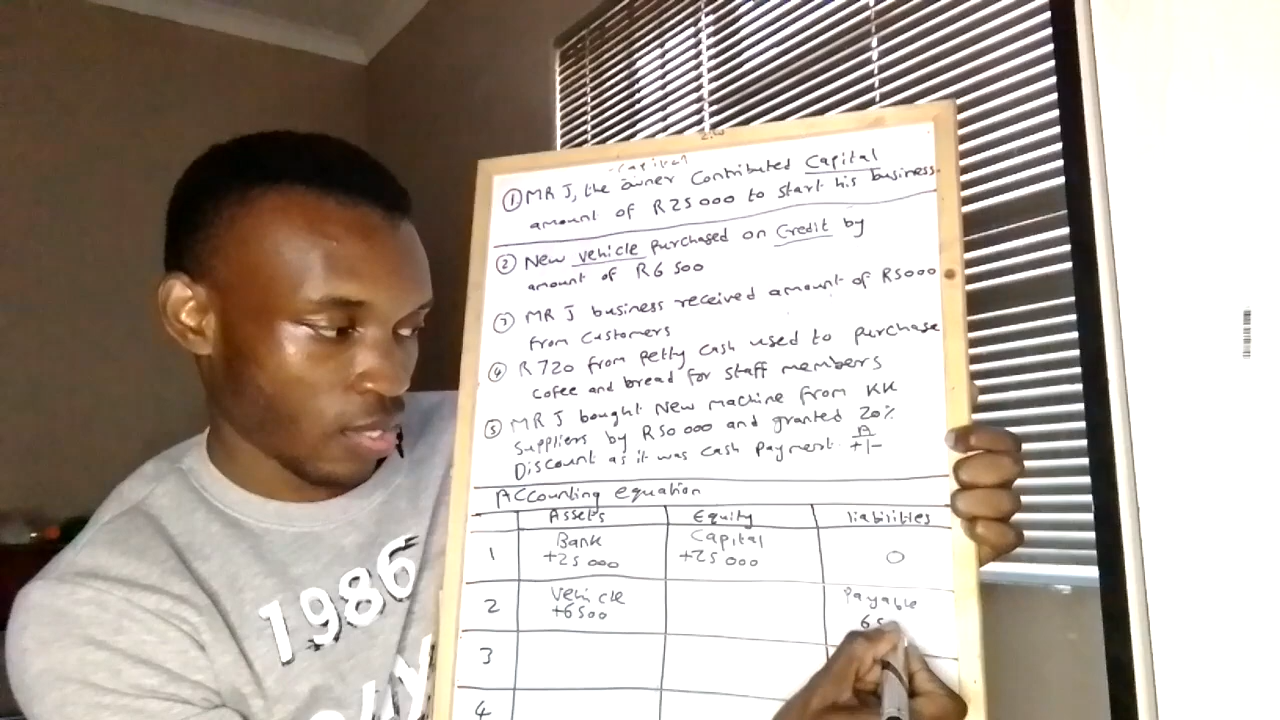 Capital
① MR J, the owner Contributed Capital
amount of R25 000 to start his business.
② New vehicle purchased on Credit by
amount of R6 500
③ MR J business received amount of R5000
from customers
④ R720 from petty cash used to purchase
cofee and bread for staff members
⑤ MR J bought New machine from KK
Suppliers by R50 000 and granted 20%
Discount as it was cash payment. A
+/-
Accounting equation
Assets Equity liabilities
1 Bank +25 000 Capital +25 000 0
2 Vehicle +6500 Payable 65
3
4
1986